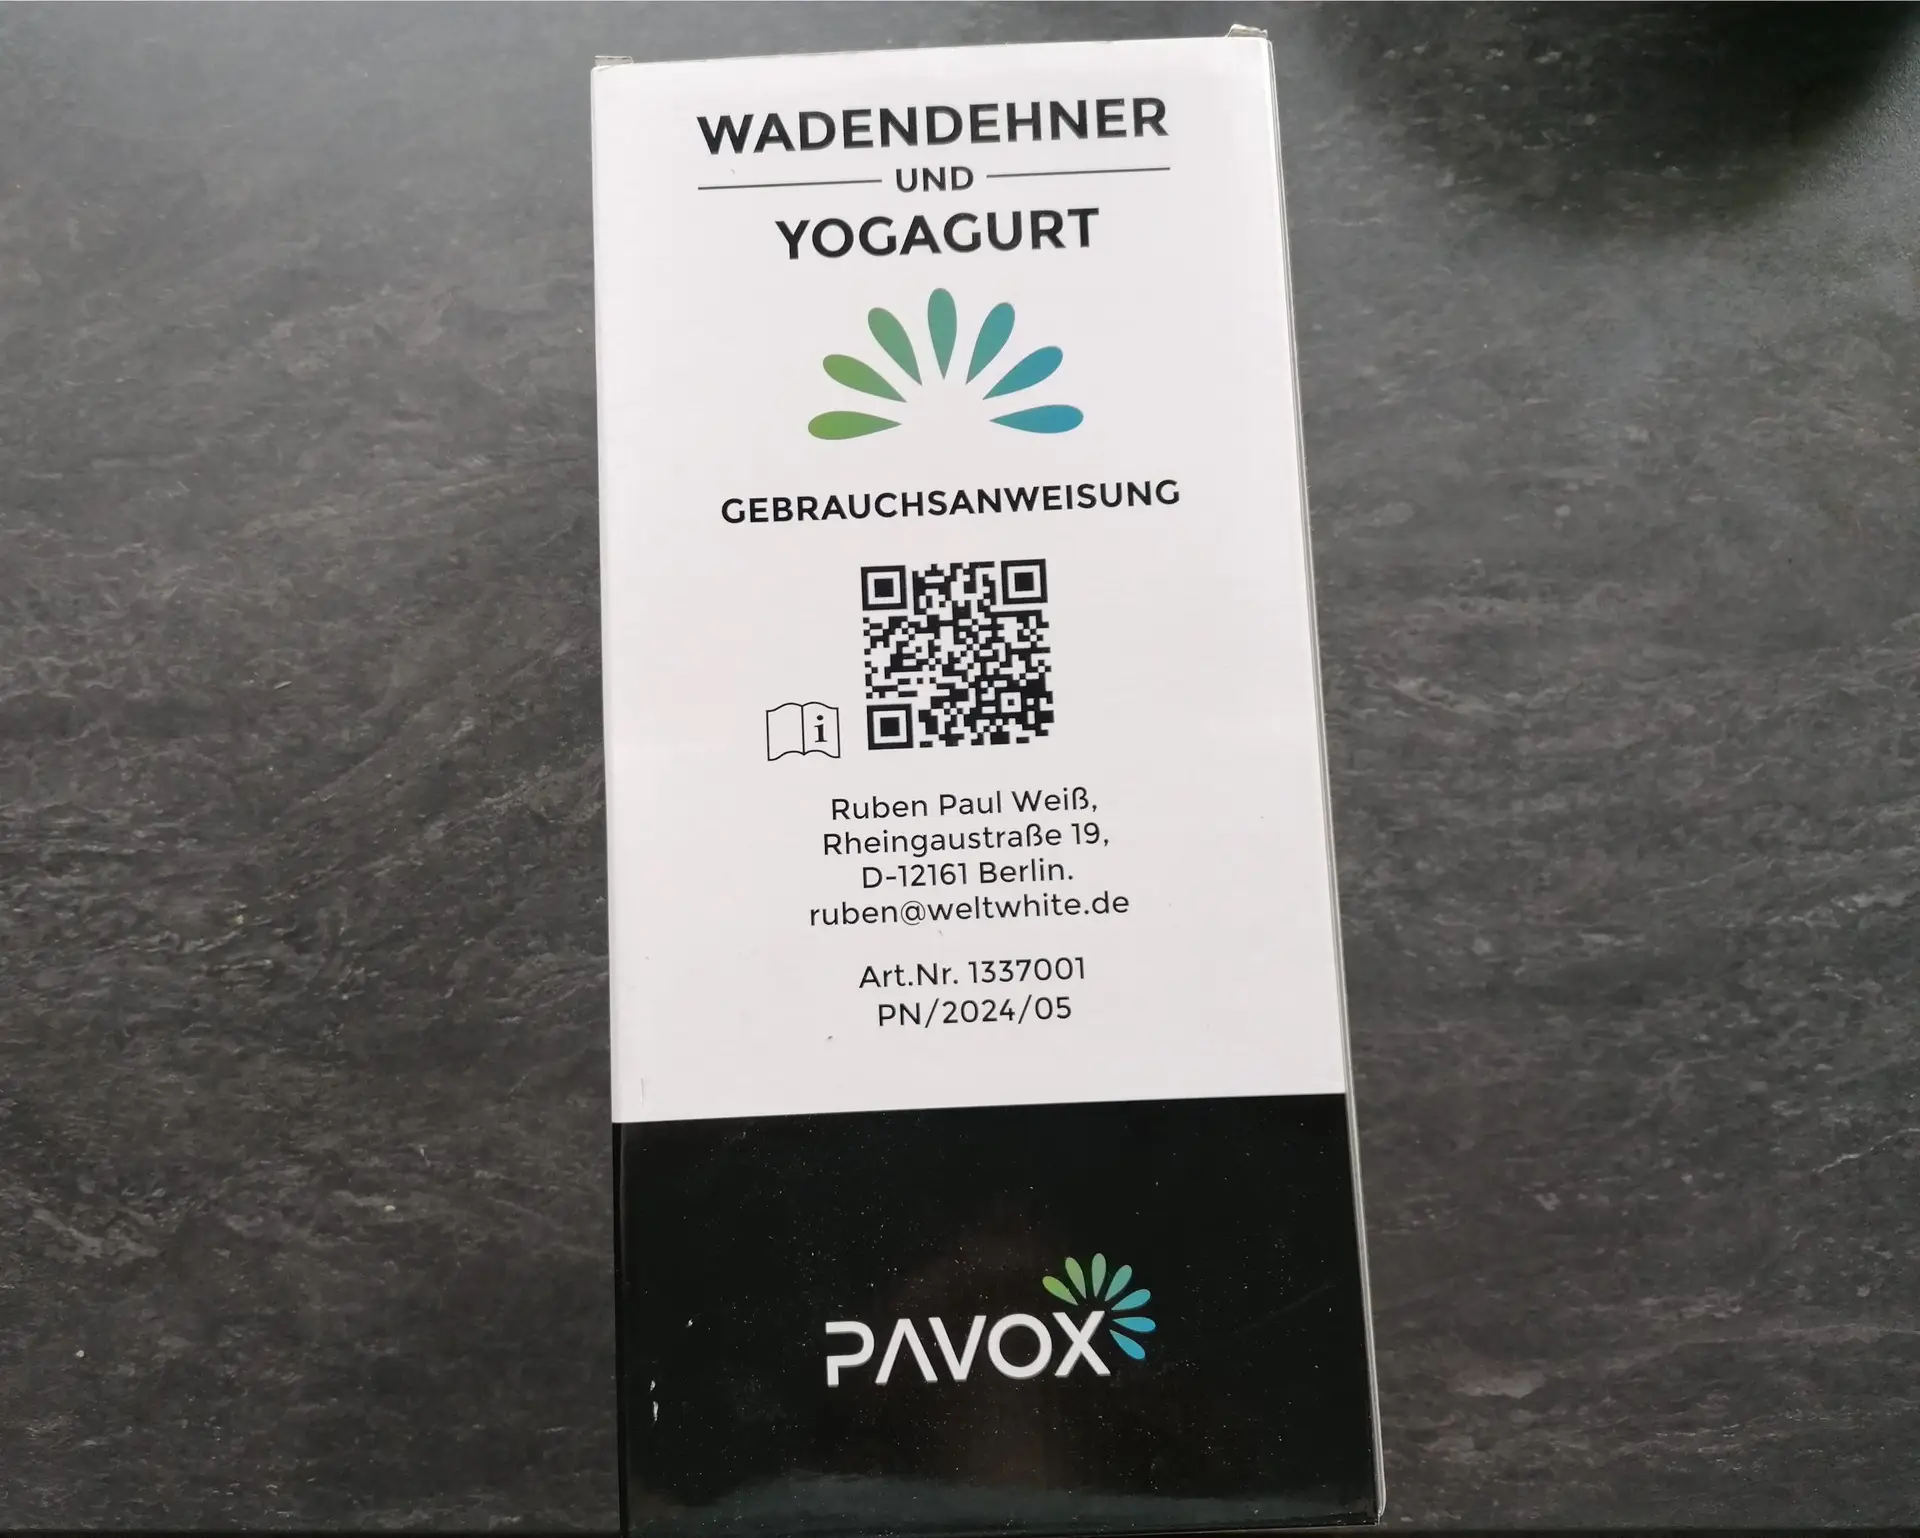 WADENDEHNER
UND
YOGAGURT
GEBRAUCHSANWEISUNG
i
Ruben Paul Weiß,
Rheingaustraße 19,
D-12161 Berlin.
ruben@weltwhite.de
Art.Nr. 1337001
PN/2024/05
PAVOX